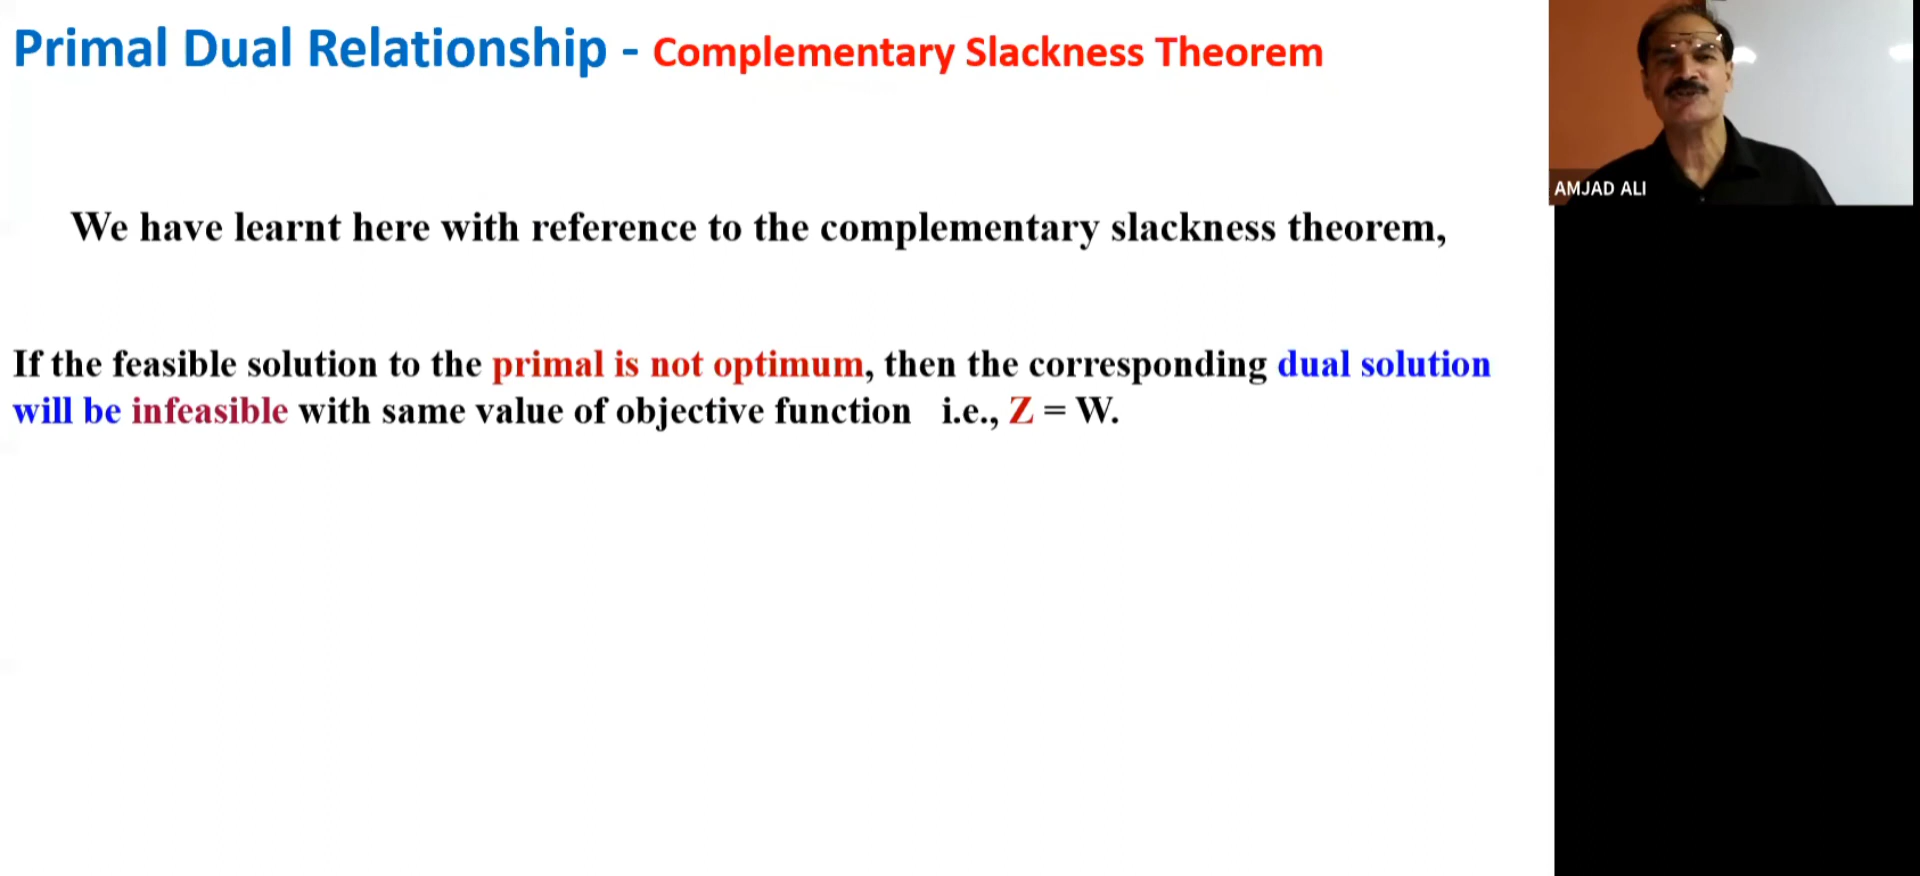 Primal Dual Relationship - Complementary Slackness Theorem
AMJAD ALI
We have learnt here with reference to the complementary slackness theorem,
If the feasible solution to the primal is not optimum, then the corresponding dual solution
will be infeasible with same value of objective function i.e., Z = W.